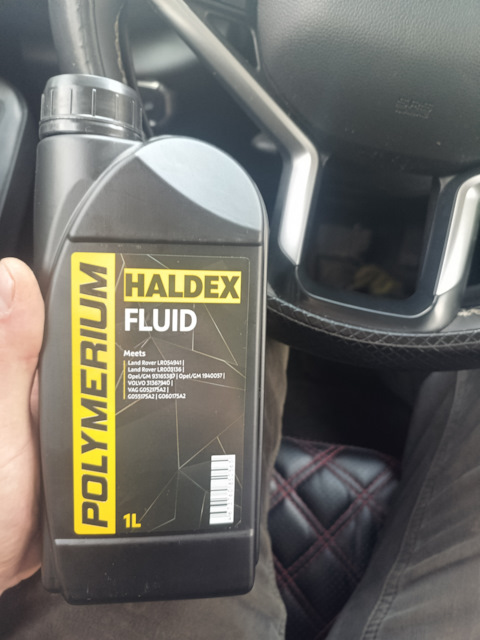 POLYMERIUM
HALDEX
FLUID
Meets
Land Rover LR054941 |
Land Rover LR003136 |
Opel/GM 93165387 | Opel/GM 1940057 |
VOLVO 31367940 |
VAG G052175A2 |
G055175A2 | G060175A2
1L